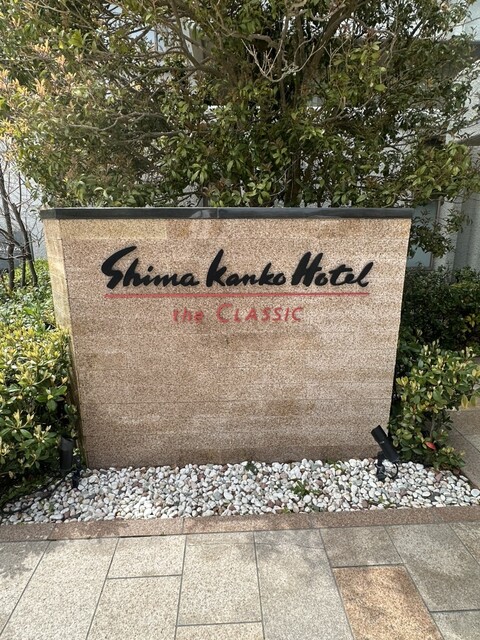 Shima Kanko Hotel
the CLASSIC